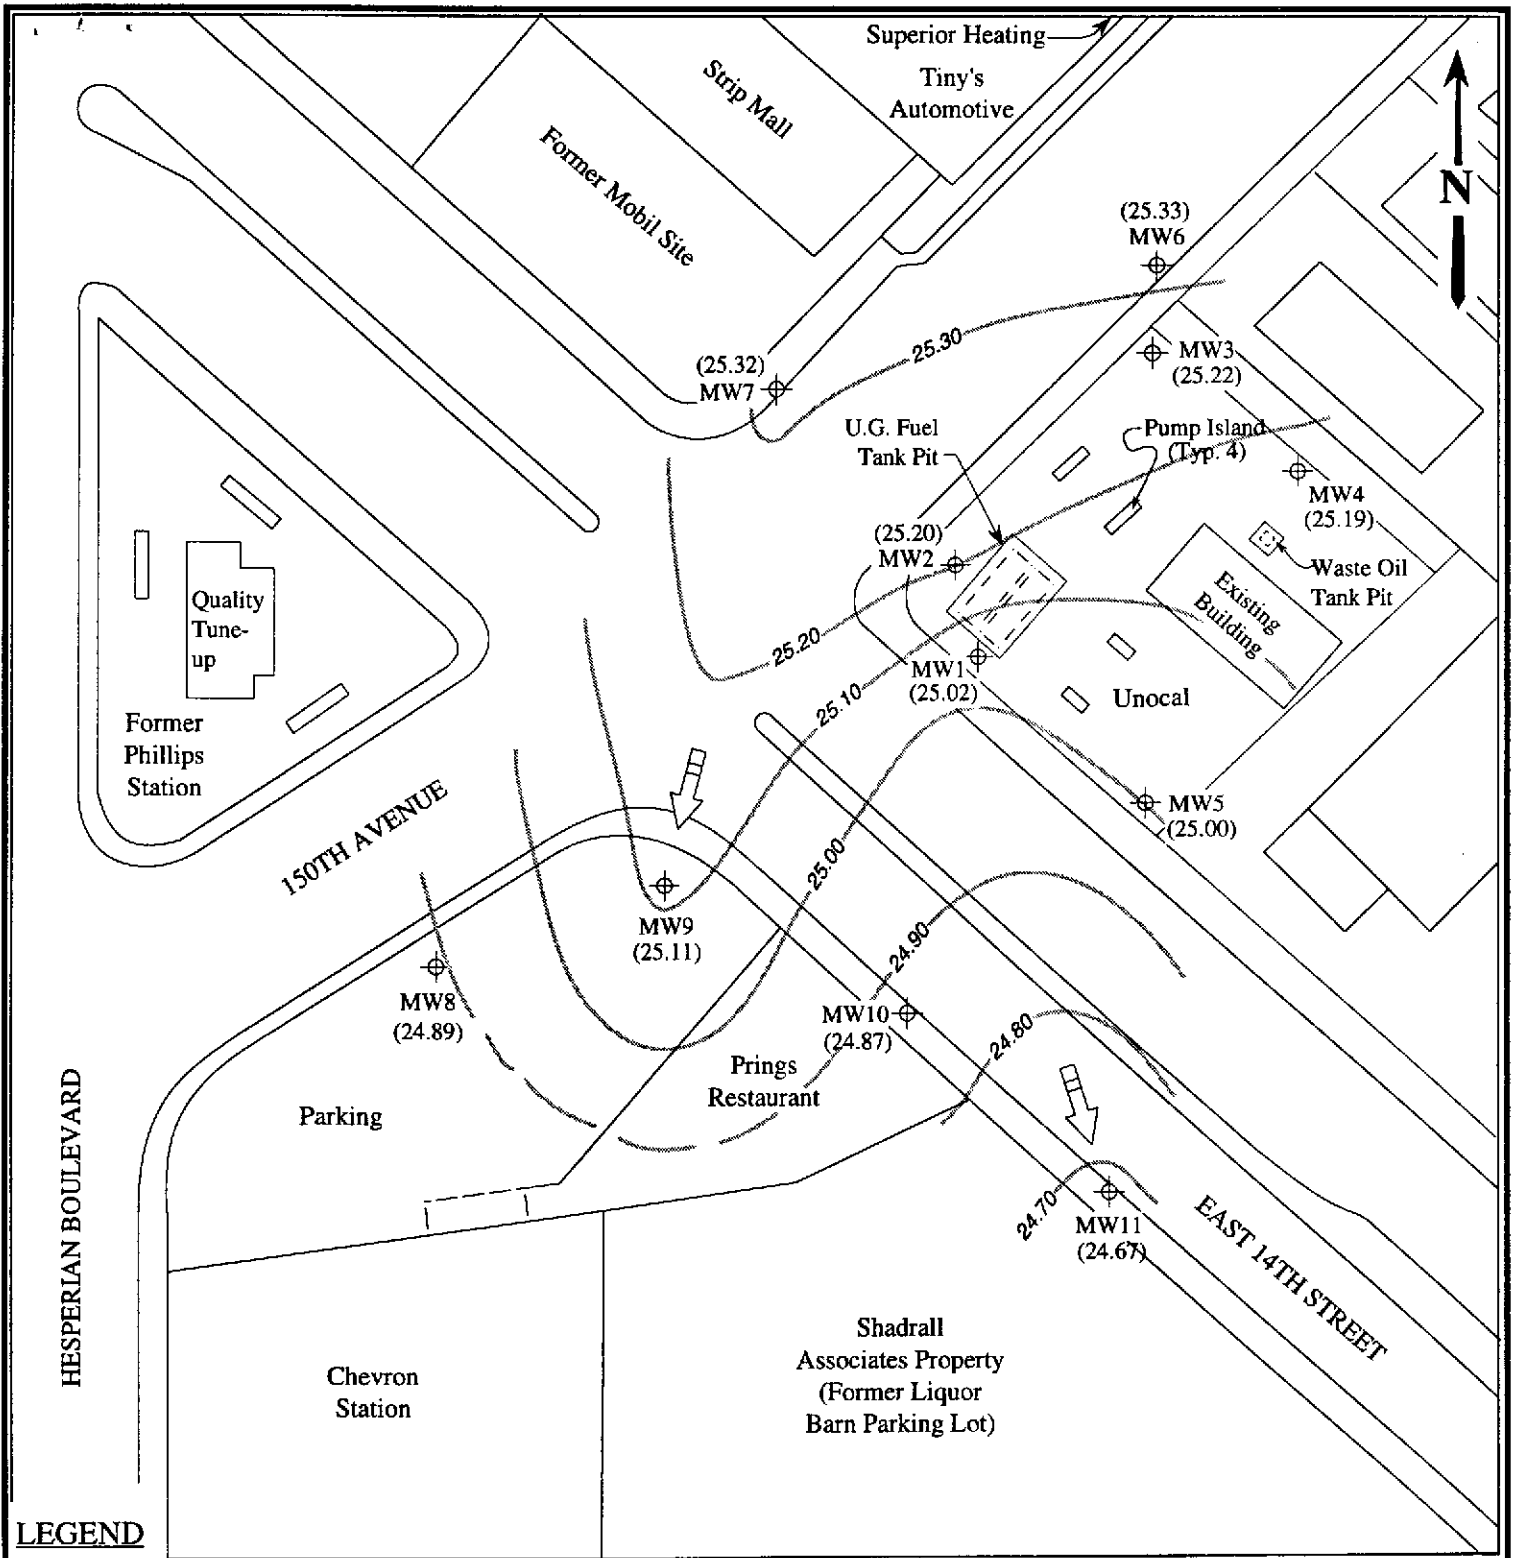 Superior Heating
Tiny's
Automotive
Strip Mall
Former Mobil Site
N
(25.33)
MW6
25.30
MW3
(25.22)
(25.32)
MW7
U.G. Fuel
Tank Pit
Pump Island
(Typ. 4)
MW4
(25.19)
(25.20)
MW2
Waste Oil
Tank Pit
Existing
Building
Quality
Tune-
up
25.20
MW1
(25.02)
25.10
Unocal
Former
Phillips
Station
150TH AVENUE
MW5
(25.00)
25.00
MW9
(25.11)
24.90
MW8
(24.89)
MW10
(24.87)
24.80
Prings
Restaurant
Parking
HESPERIAN BOULEVARD
24.70
MW11
(24.67)
EAST 14TH STREET
Shadrall
Associates Property
(Former Liquor
Barn Parking Lot)
Chevron
Station
LEGEND